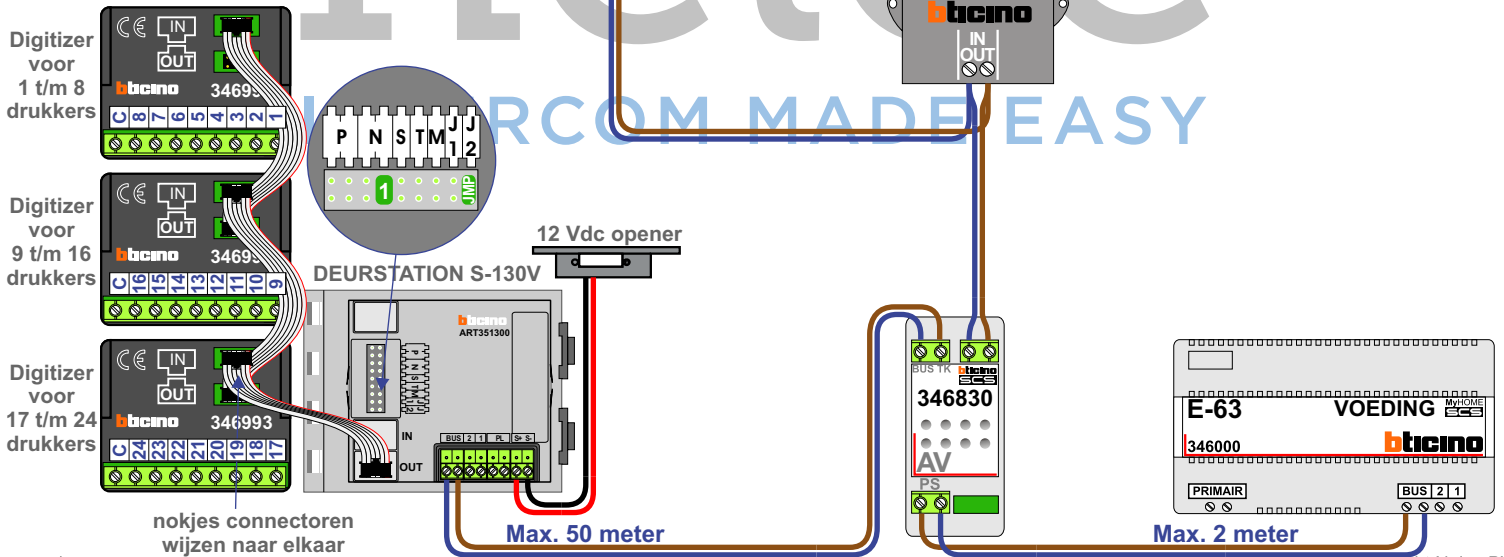 bticino
IN
OUT
INTERCOM MADE EASY
Digitizer
voor
1 t/m 8
drukkers
IN
OUT
bticino
C 8 7 6 5 4 3 2 1
P N S T M J1 J2
1
JMP
Digitizer
voor
9 t/m 16
drukkers
IN
OUT
bticino
C 16 15 14 13 12 11 10 9
12 Vdc opener
DEURSTATION S-130V
bticino
ART351300
P N S T M J1 J2
IN
OUT
BUS 2 1 PL S+ S-
Digitizer
voor
17 t/m 24
drukkers
IN
OUT
bticino
346993
C 24 23 22 21 20 19 18 17
nokjes connectoren
wijzen naar elkaar
Max. 50 meter
BUS TK
bticino
SCS
346830
AV
PS
E-63
VOEDING
MyHOME
SCS
346000
bticino
PRIMAIR
BUS 2 1
Max. 2 meter